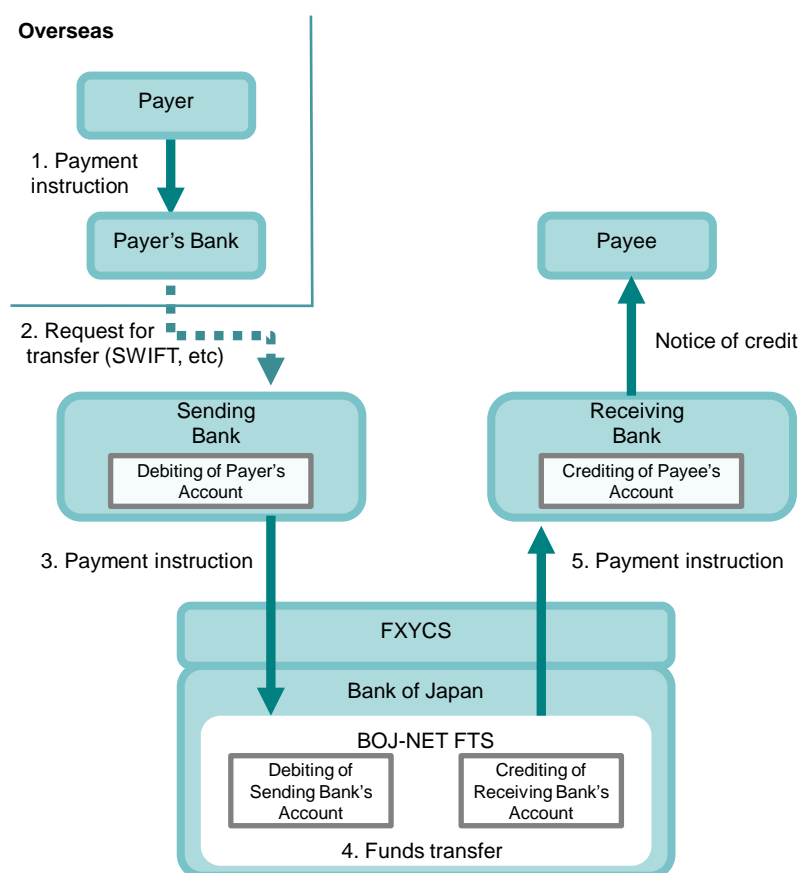 Overseas
Payer
1. Payment
instruction
Payer's Bank
Payee
2. Request for
transfer (SWIFT, etc)
Notice of credit
Sending
Bank
Debiting of Payer's
Account
Receiving
Bank
Crediting of Payee's
Account
3. Payment instruction
5. Payment instruction
FXYCS
Bank of Japan
BOJ-NET FTS
Debiting of
Sending Bank's
Account
Crediting of
Receiving Bank's
Account
4. Funds transfer